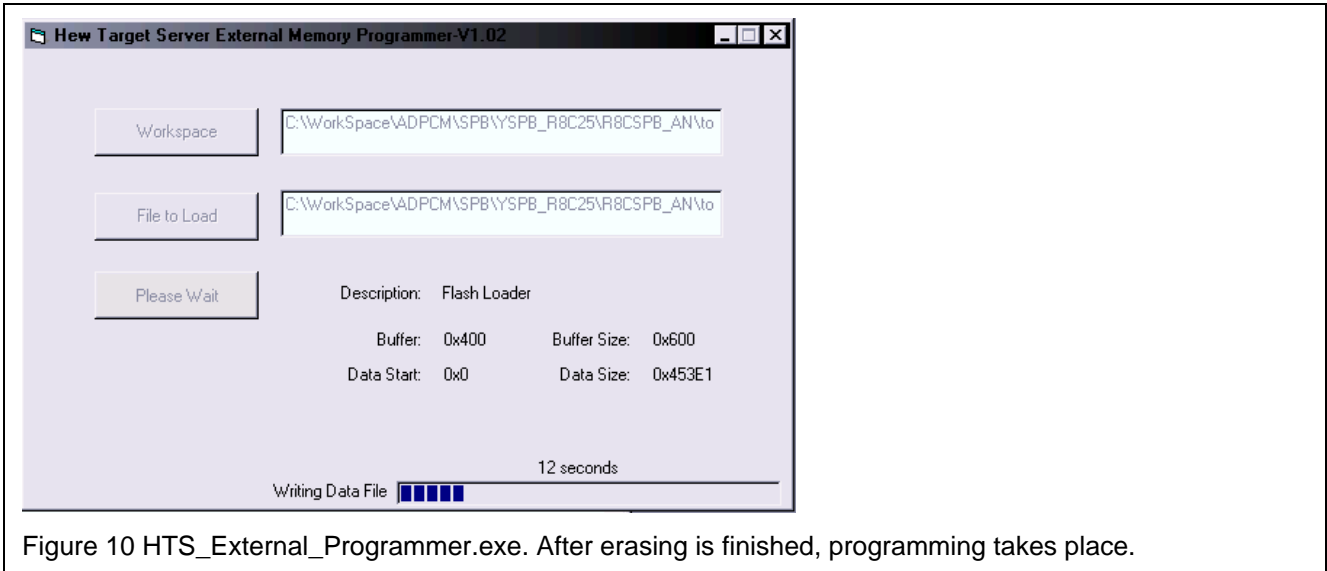 Hew Target Server External Memory Programmer-V1.02
Workspace C:\WorkSpace\ADPCM\SPB\YSPB_R8C25\R8CSPB_AN\to
File to Load C:\WorkSpace\ADPCM\SPB\YSPB_R8C25\R8CSPB_AN\to
Please Wait Description: Flash Loader
Buffer: 0x400 Buffer Size: 0x600
Data Start: 0x0 Data Size: 0x453E1
12 seconds
Writing Data File
Figure 10 HTS_External_Programmer.exe. After erasing is finished, programming takes place.